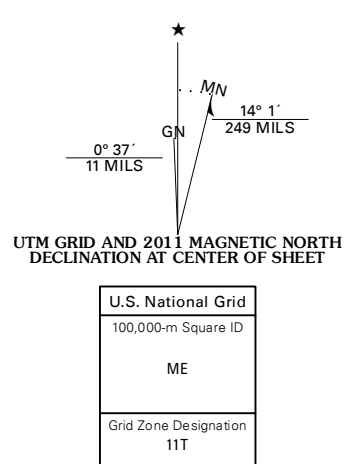 ★
MN
GN
14° 1´
249 MILS
0° 37´
11 MILS
UTM GRID AND 2011 MAGNETIC NORTH
DECLINATION AT CENTER OF SHEET
U.S. National Grid
100,000-m Square ID
ME
Grid Zone Designation
11T